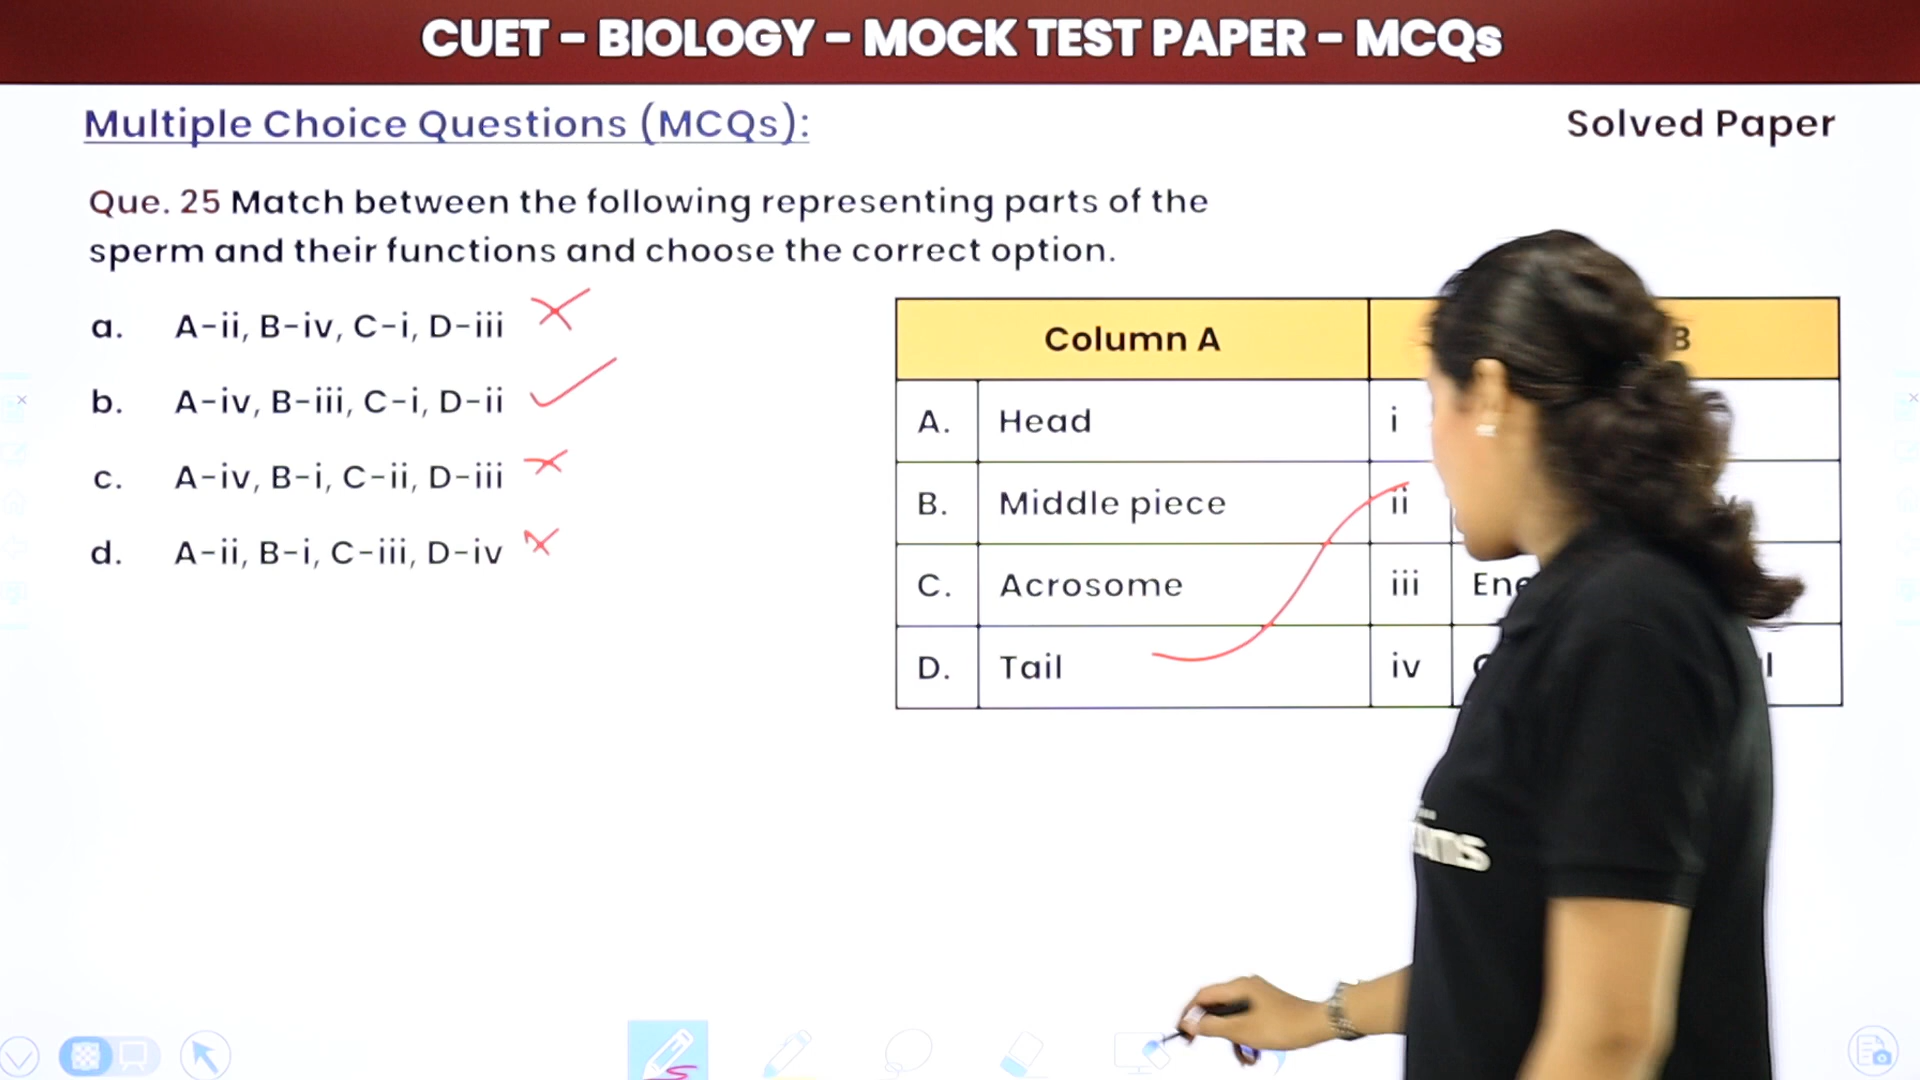 CUET - BIOLOGY - MOCK TEST PAPER - MCQs
Multiple Choice Questions (MCQs):
Solved Paper
Que. 25 Match between the following representing parts of the
sperm and their functions and choose the correct option.
a. A-ii, B-iv, C-i, D-iii
b. A-iv, B-iii, C-i, D-ii
c. A-iv, B-i, C-ii, D-iii
d. A-ii, B-i, C-iii, D-iv
Column A B
A. Head i
B. Middle piece ii
C. Acrosome iii
D. Tail iv